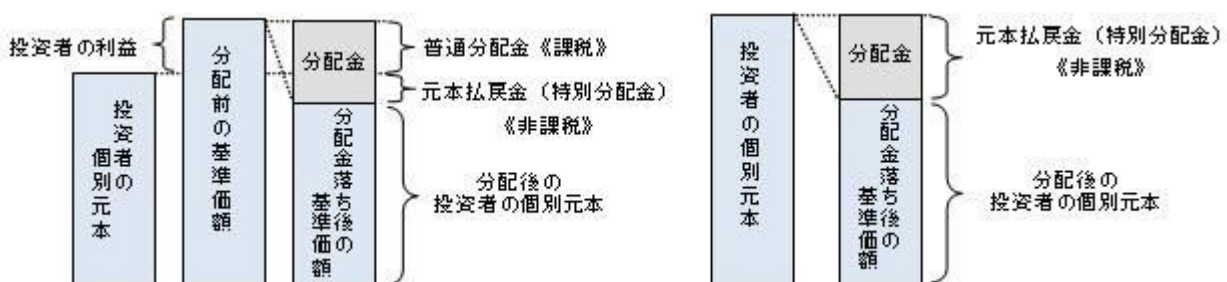 投資者の利益
投資者の
個別元本
分配前の基準価額
分配金
分配金落ち後の
基準価額
普通分配金《課税》
元本払戻金（特別分配金）
《非課税》
分配後の
投資者の個別元本
投資者の個別元本
分配金
分配金落ち後の
基準価額
元本払戻金（特別分配金）
《非課税》
分配後の
投資者の個別元本